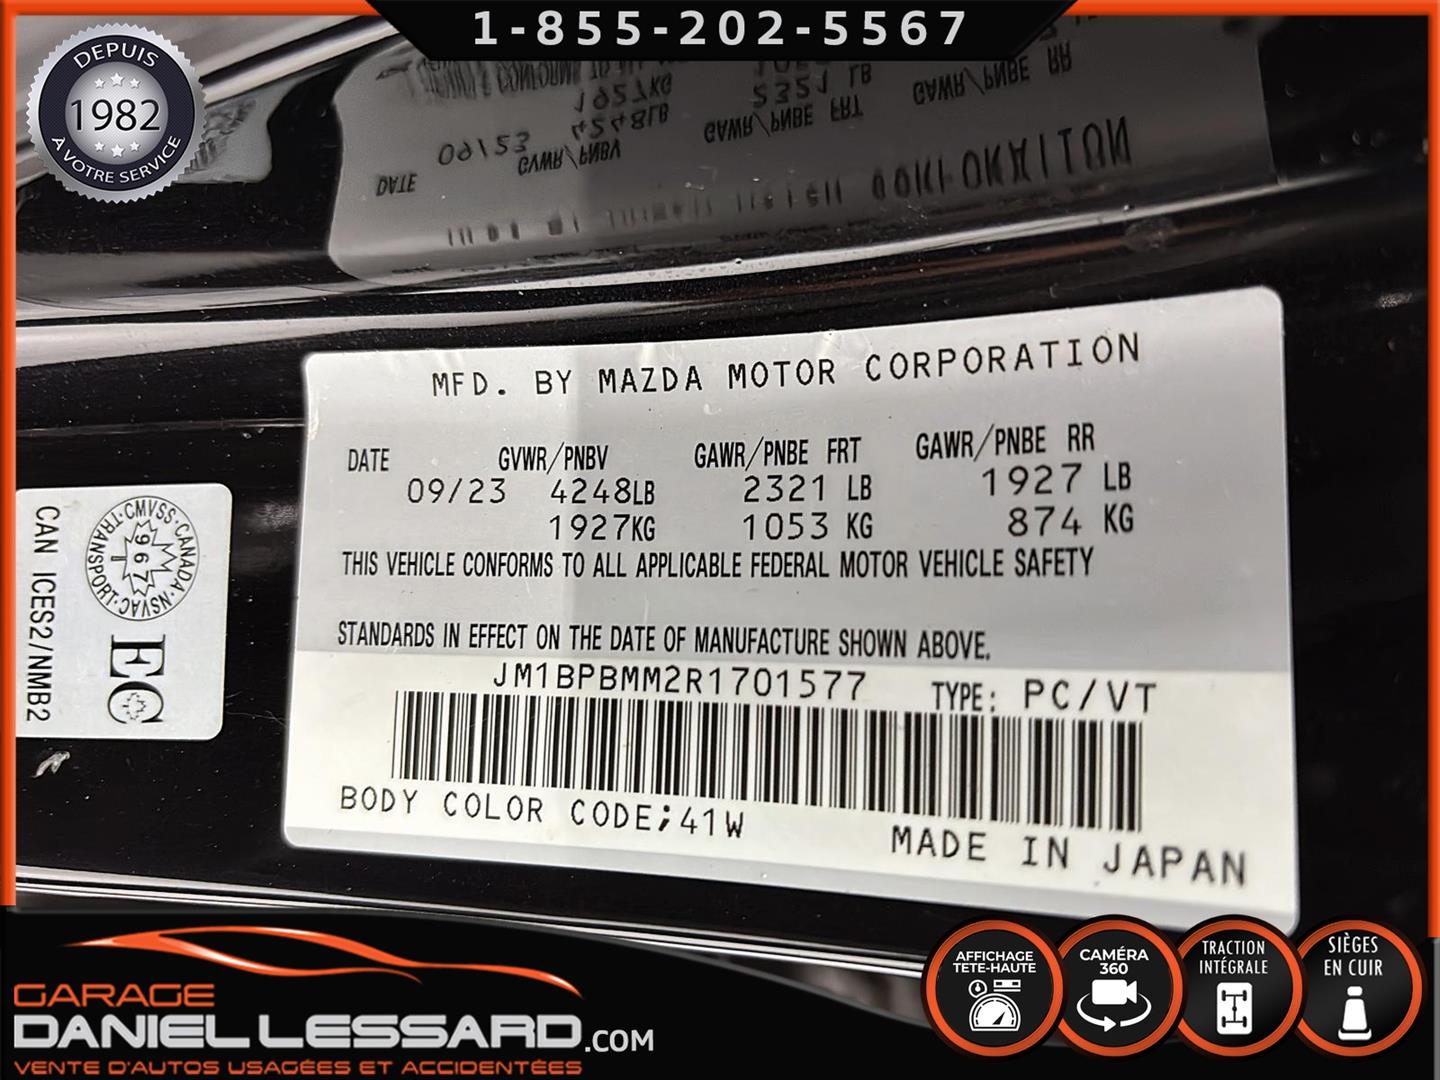 1-855-202-5567
DEPUIS
1982
À VOTRE SERVICE
MFD. BY MAZDA MOTOR CORPORATION
DATE GVWR/PNBV GAWR/PNBE FRT GAWR/PNBE RR
09/23 4248LB 2321 LB 1927 LB
1927KG 1053 KG 874 KG
THIS VEHICLE CONFORMS TO ALL APPLICABLE FEDERAL MOTOR VEHICLE SAFETY
STANDARDS IN EFFECT ON THE DATE OF MANUFACTURE SHOWN ABOVE.
JM1BPBMM2R1701577 TYPE: PC/VT
BODY COLOR CODE;41W
MADE IN JAPAN
CAN ICES2/NMB2
CMVSS·CANADA·NSVAC·TRANSPORT·
196 7
EC
GARAGE
DANIEL LESSARD.COM
VENTE D'AUTOS USAGÉES ET ACCIDENTÉES
AFFICHAGE
TETE-HAUTE
CAMÉRA
360
TRACTION
INTÉGRALE
SIÈGES
EN CUIR